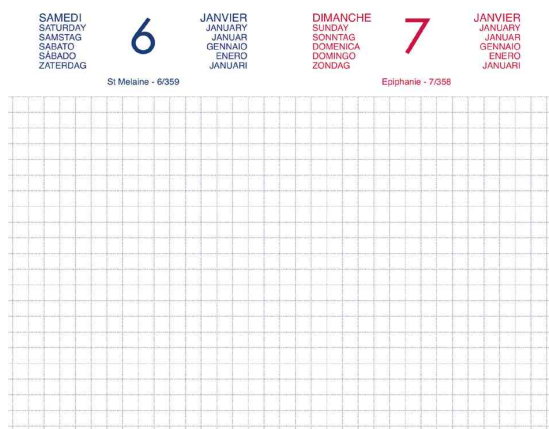 SAMEDI
SATURDAY
SAMSTAG
SABATO
SÁBADO
ZATERDAG
6
JANVIER
JANUARY
JANUAR
GENNAIO
ENERO
JANUARI
St Melaine - 6/359
DIMANCHE
SUNDAY
SONNTAG
DOMENICA
DOMINGO
ZONDAG
7
JANVIER
JANUARY
JANUAR
GENNAIO
ENERO
JANUARI
Epiphanie - 7/358